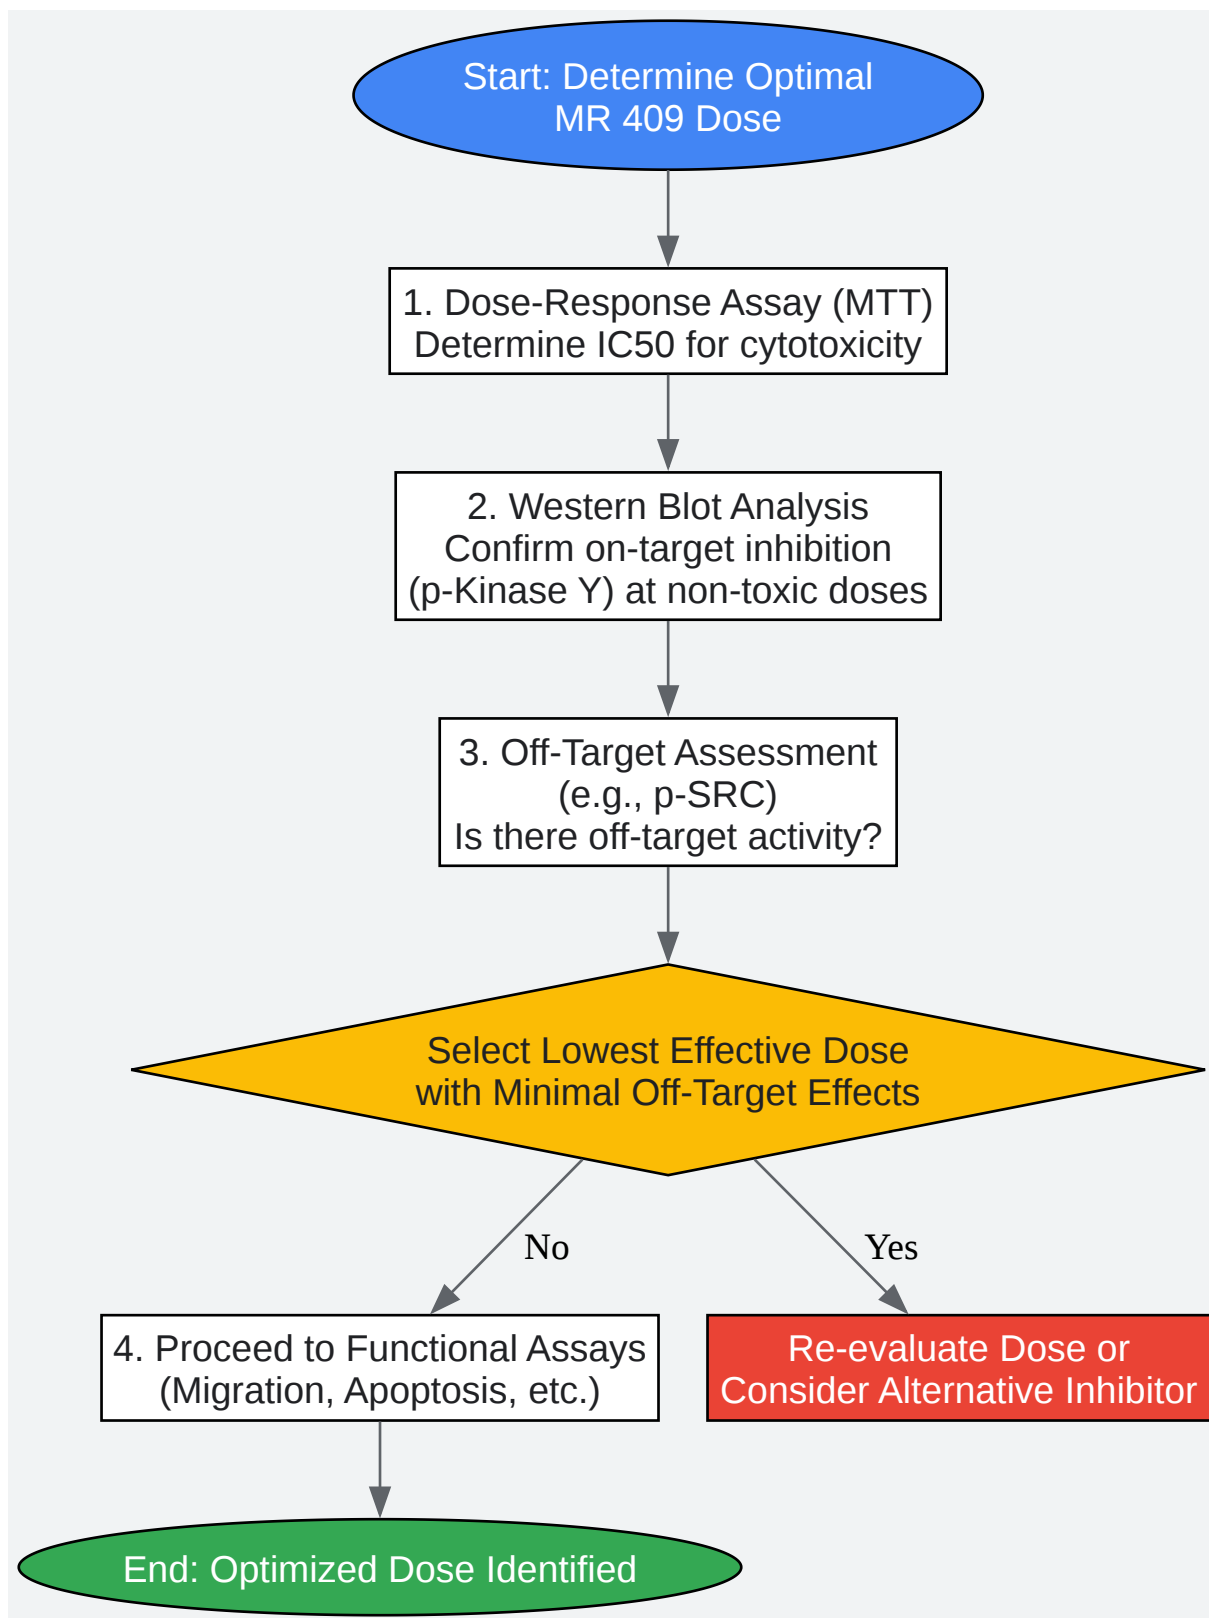 Start: Determine Optimal
MR 409 Dose
1. Dose-Response Assay (MTT)
Determine IC50 for cytotoxicity
2. Western Blot Analysis
Confirm on-target inhibition
(p-Kinase Y) at non-toxic doses
3. Off-Target Assessment
(e.g., p-SRC)
Is there off-target activity?
Select Lowest Effective Dose
with Minimal Off-Target Effects
No
Yes
4. Proceed to Functional Assays
(Migration, Apoptosis, etc.)
Re-evaluate Dose or
Consider Alternative Inhibitor
End: Optimized Dose Identified